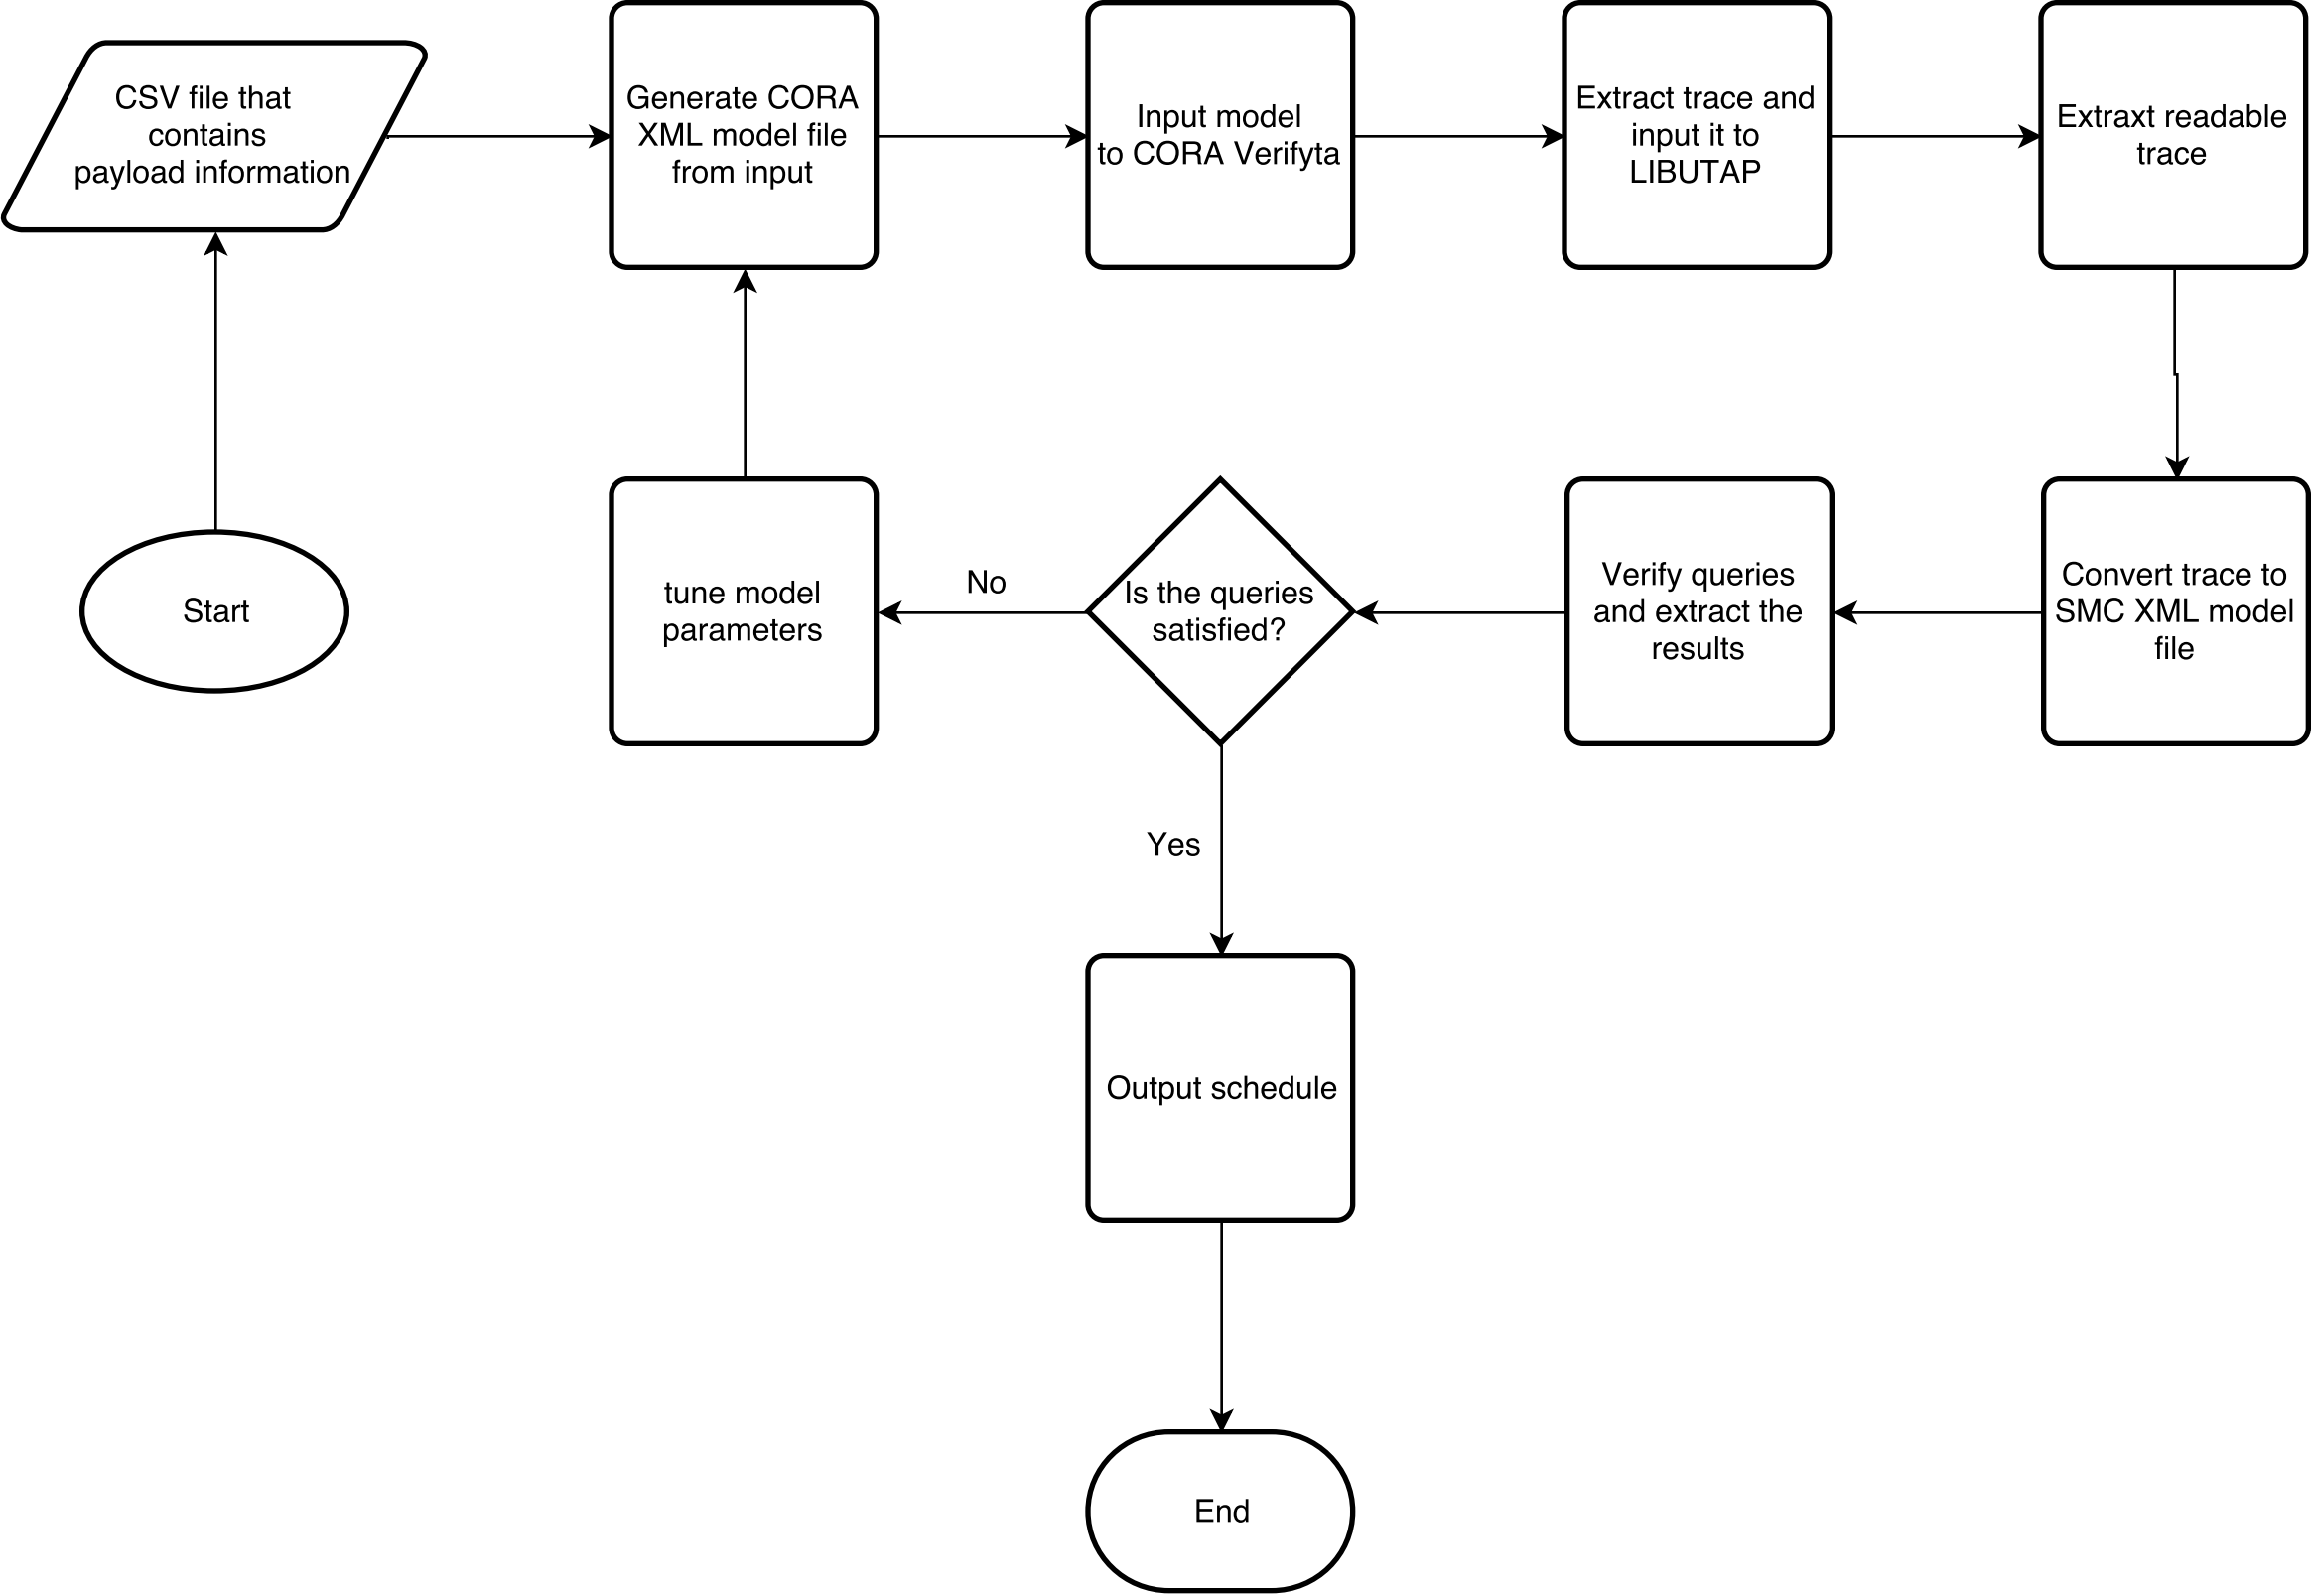 CSV file that
contains
payload information
Generate CORA
XML model file
from input
Input model
to CORA Verifyta
Extract trace and
input it to
LIBUTAP
Extraxt readable
trace
Start
tune model
parameters
No
Is the queries
satisfied?
Verify queries
and extract the
results
Convert trace to
SMC XML model
file
Yes
Output schedule
End